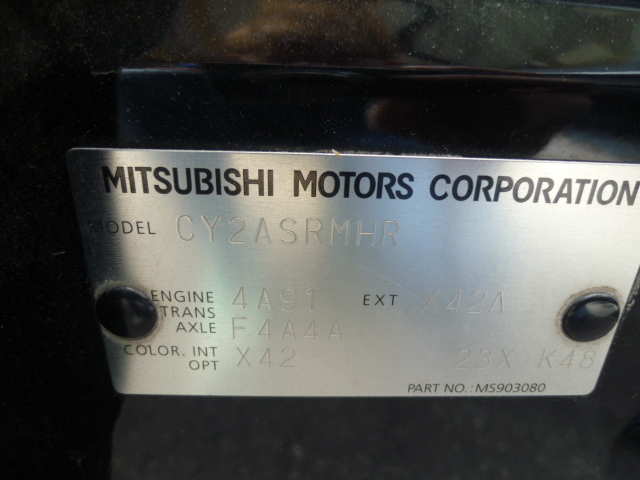 MITSUBISHI MOTORS CORPORATION
MODEL CY2ASRMHR
ENGINE 4A91 EXT X42A
TRANS
AXLE F4A4A
COLOR. INT X42 23X K48
OPT
PART NO.: MS903080